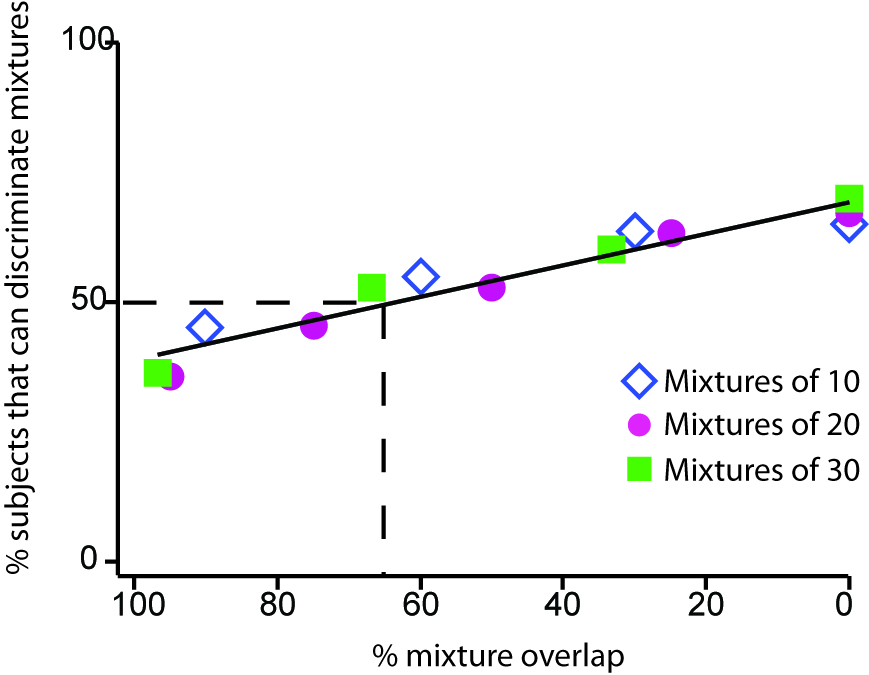 % subjects that can discriminate mixtures
100
50
0
Mixtures of 10
Mixtures of 20
Mixtures of 30
100 80 60 40 20 0
% mixture overlap